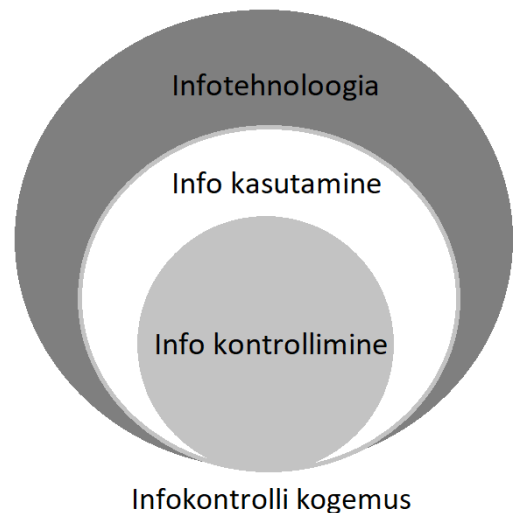 Infotehnoloogia
Info kasutamine
Info kontrollimine
Infokontrolli kogemus